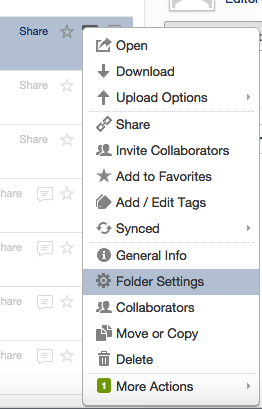 Editor
Share
Open
Download
Share
Upload Options
Share
Share
Invite Collaborators
Add to Favorites
hare
Add / Edit Tags
Synced
hare
General Info
Folder Settings
hare
Collaborators
Move or Copy
hare
Delete
1 More Actions